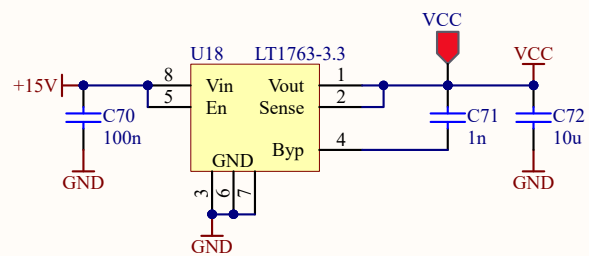 VCC
U18 LT1763-3.3
VCC
+15V
8 Vin Vout 1
5 En Sense 2
C70
100n
C71
1n
C72
10u
Byp 4
GND
3 6 7
GND
GND
GND